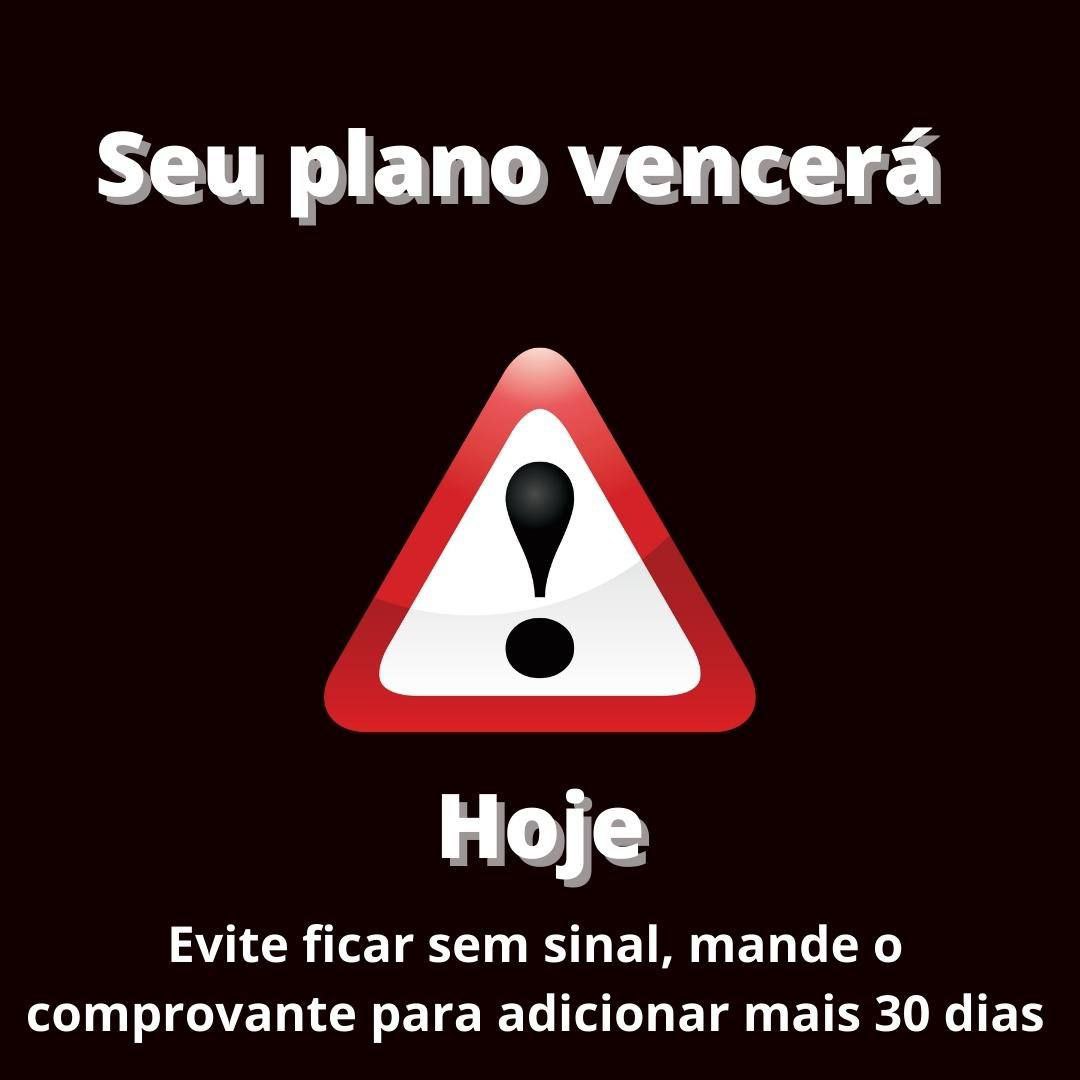 Seu plano vencerá
Hoje
Evite ficar sem sinal, mande o
comprovante para adicionar mais 30 dias